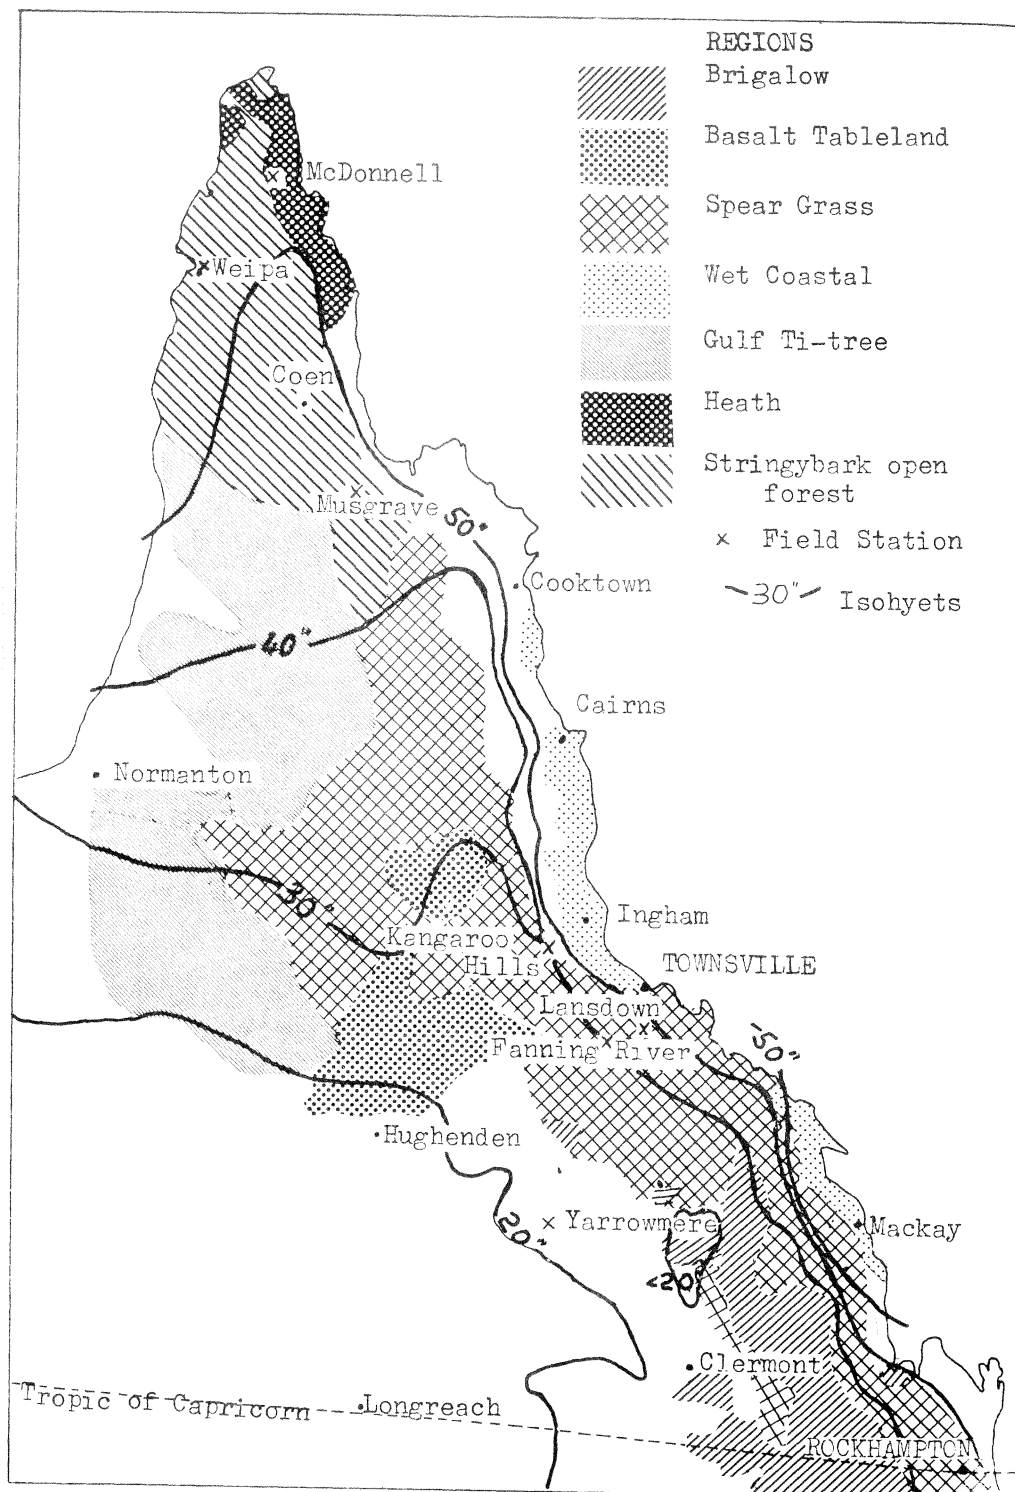 REGIONS
Brigalow
Basalt Tableland
Spear Grass
Wet Coastal
Gulf Ti-tree
Heath
Stringybark open
forest
x Field Station
30" Isohyets
McDonnell
Weipa
Coen
Musgrave
50"
Cooktown
40"
Cairns
Normanton
30"
Ingham
Kangaroo
Hills
TOWNSVILLE
Lansdown
Fanning River
50"
Hughenden
20"
Yarrowmere
Mackay
<20"
Clermont
Tropic of Capricorn
Longreach
ROCKHAMPTON